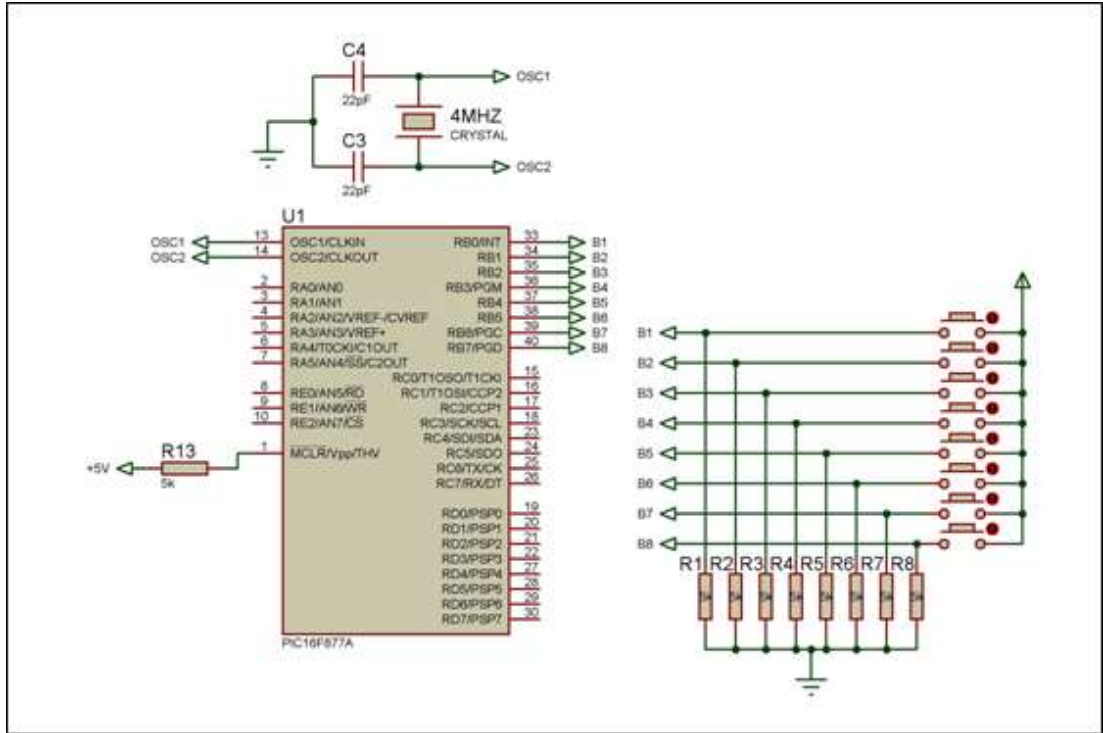 C4
22pF
OSC1
4MHZ
CRYSTAL
C3
22pF
OSC2
U1
OSC1 13 OSC1/CLKIN RB0/INT 33 B1
OSC2 14 OSC2/CLKOUT RB1 34 B2
RB2 35 B3
2 RA0/AN0 RB3/PGM 36 B4
3 RA1/AN1 RB4 37 B5
4 RA2/AN2/VREF-/CVREF RB5 38 B6
5 RA3/AN3/VREF+ RB6/PGC 39 B7
6 RA4/T0CKI/C1OUT RB7/PGD 40 B8
7 RA5/AN4/SS/C2OUT
RC0/T1OSO/T1CKI 15
8 RE0/AN5/RD RC1/T1OSI/CCP2 16
9 RE1/AN6/WR RC2/CCP1 17
10 RE2/AN7/CS RC3/SCK/SCL 18
RC4/SDI/SDA 23
R13
+5V 5k 1 MCLR/Vpp/THV RC5/SDO 24
RC6/TX/CK 25
RC7/RX/DT 26
RD0/PSP0 19
RD1/PSP1 20
RD2/PSP2 21
RD3/PSP3 22
RD4/PSP4 27
RD5/PSP5 28
RD6/PSP6 29
RD7/PSP7 30
PIC16F877A
B1
B2
B3
B4
B5
B6
B7
B8
R1 R2 R3 R4 R5 R6 R7 R8
5k 5k 5k 5k 5k 5k 5k 5k